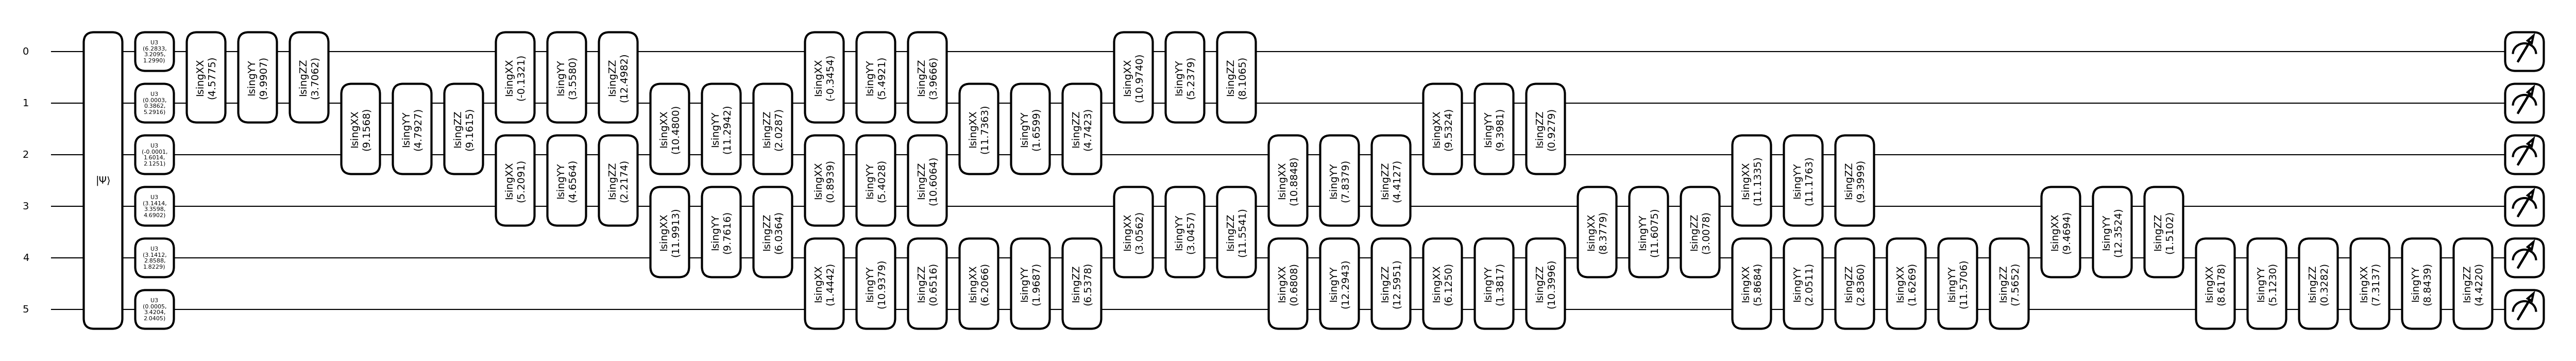 0
1
2
3
4
5
|Ψ⟩
U3
(6.2833,
3.2095,
1.2990)
U3
(0.0003,
0.3862,
5.2916)
U3
(-0.0001,
1.6014,
2.1251)
U3
(3.1414,
3.3598,
4.6902)
U3
(3.1412,
2.8588,
1.8229)
U3
(0.0005,
3.4204,
2.0405)
IsingXX
(4.5775)
IsingYY
(9.9907)
IsingZZ
(3.7062)
IsingXX
(9.1568)
IsingYY
(4.7927)
IsingZZ
(9.1615)
IsingXX
(-0.1321)
IsingYY
(3.5580)
IsingZZ
(12.4982)
IsingXX
(5.2091)
IsingYY
(4.6564)
IsingZZ
(2.2174)
IsingXX
(10.4800)
IsingYY
(11.2942)
IsingZZ
(2.0287)
IsingXX
(11.9913)
IsingYY
(9.7616)
IsingZZ
(6.0364)
IsingXX
(-0.3454)
IsingYY
(5.4921)
IsingZZ
(3.9666)
IsingXX
(0.8939)
IsingYY
(5.4028)
IsingZZ
(10.6064)
IsingXX
(1.4442)
IsingYY
(10.9379)
IsingZZ
(0.6516)
IsingXX
(11.7363)
IsingYY
(1.6599)
IsingZZ
(4.7423)
IsingXX
(6.2066)
IsingYY
(1.9687)
IsingZZ
(6.5378)
IsingXX
(10.9740)
IsingYY
(5.2379)
IsingZZ
(8.1065)
IsingXX
(3.0562)
IsingYY
(3.0457)
IsingZZ
(11.5541)
IsingXX
(10.8848)
IsingYY
(7.8379)
IsingZZ
(4.4127)
IsingXX
(0.6808)
IsingYY
(12.2943)
IsingZZ
(12.5951)
IsingXX
(9.5324)
IsingYY
(9.3981)
IsingZZ
(0.9279)
IsingXX
(6.1250)
IsingYY
(1.3817)
IsingZZ
(10.3996)
IsingXX
(8.3779)
IsingYY
(11.6075)
IsingZZ
(3.0078)
IsingXX
(11.1335)
IsingYY
(11.1763)
IsingZZ
(9.3999)
IsingXX
(5.8684)
IsingYY
(2.0511)
IsingZZ
(2.8360)
IsingXX
(1.6269)
IsingYY
(11.5706)
IsingZZ
(7.5652)
IsingXX
(9.4694)
IsingYY
(12.3524)
IsingZZ
(1.5102)
IsingXX
(8.6178)
IsingYY
(5.1230)
IsingZZ
(0.3282)
IsingXX
(7.3137)
IsingYY
(8.8439)
IsingZZ
(4.4220)